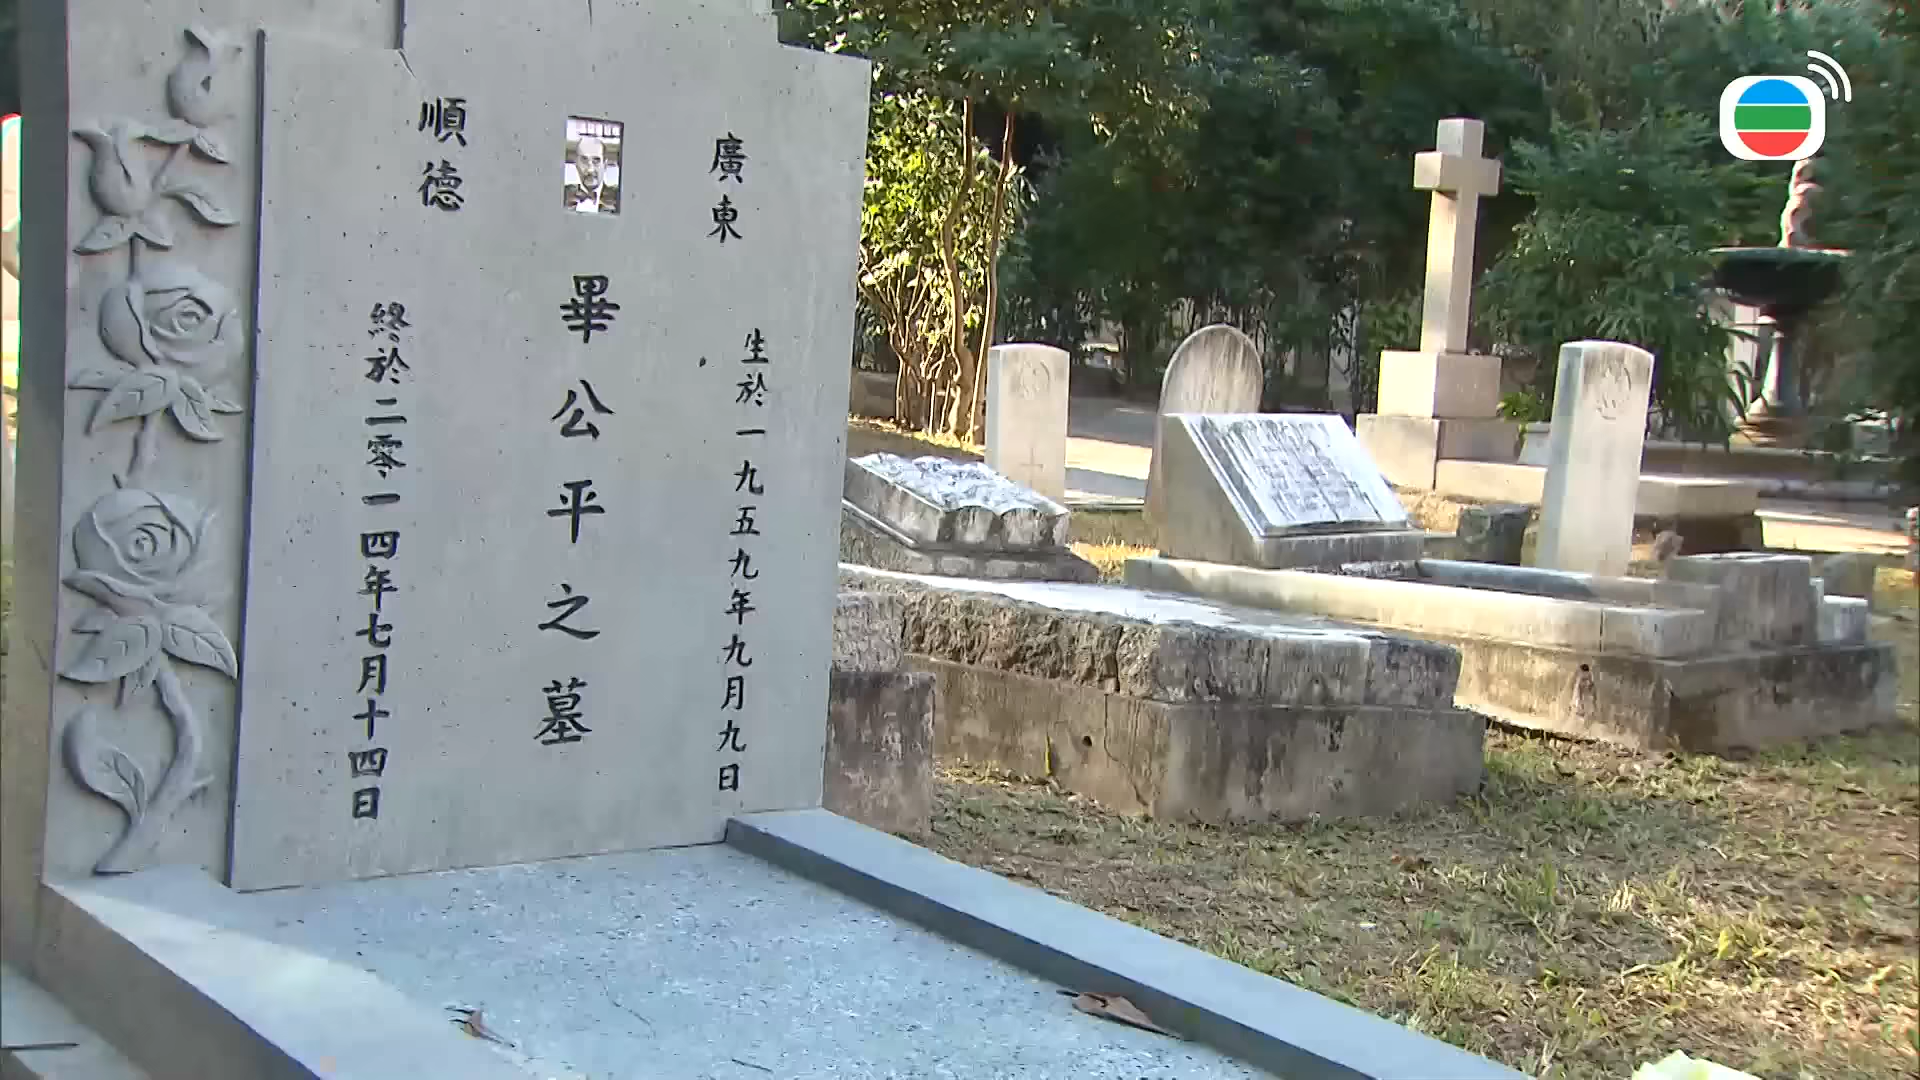 廣東
順德
生於一九五九年九月九日
畢公平之墓
終於二零一四年七月十四日